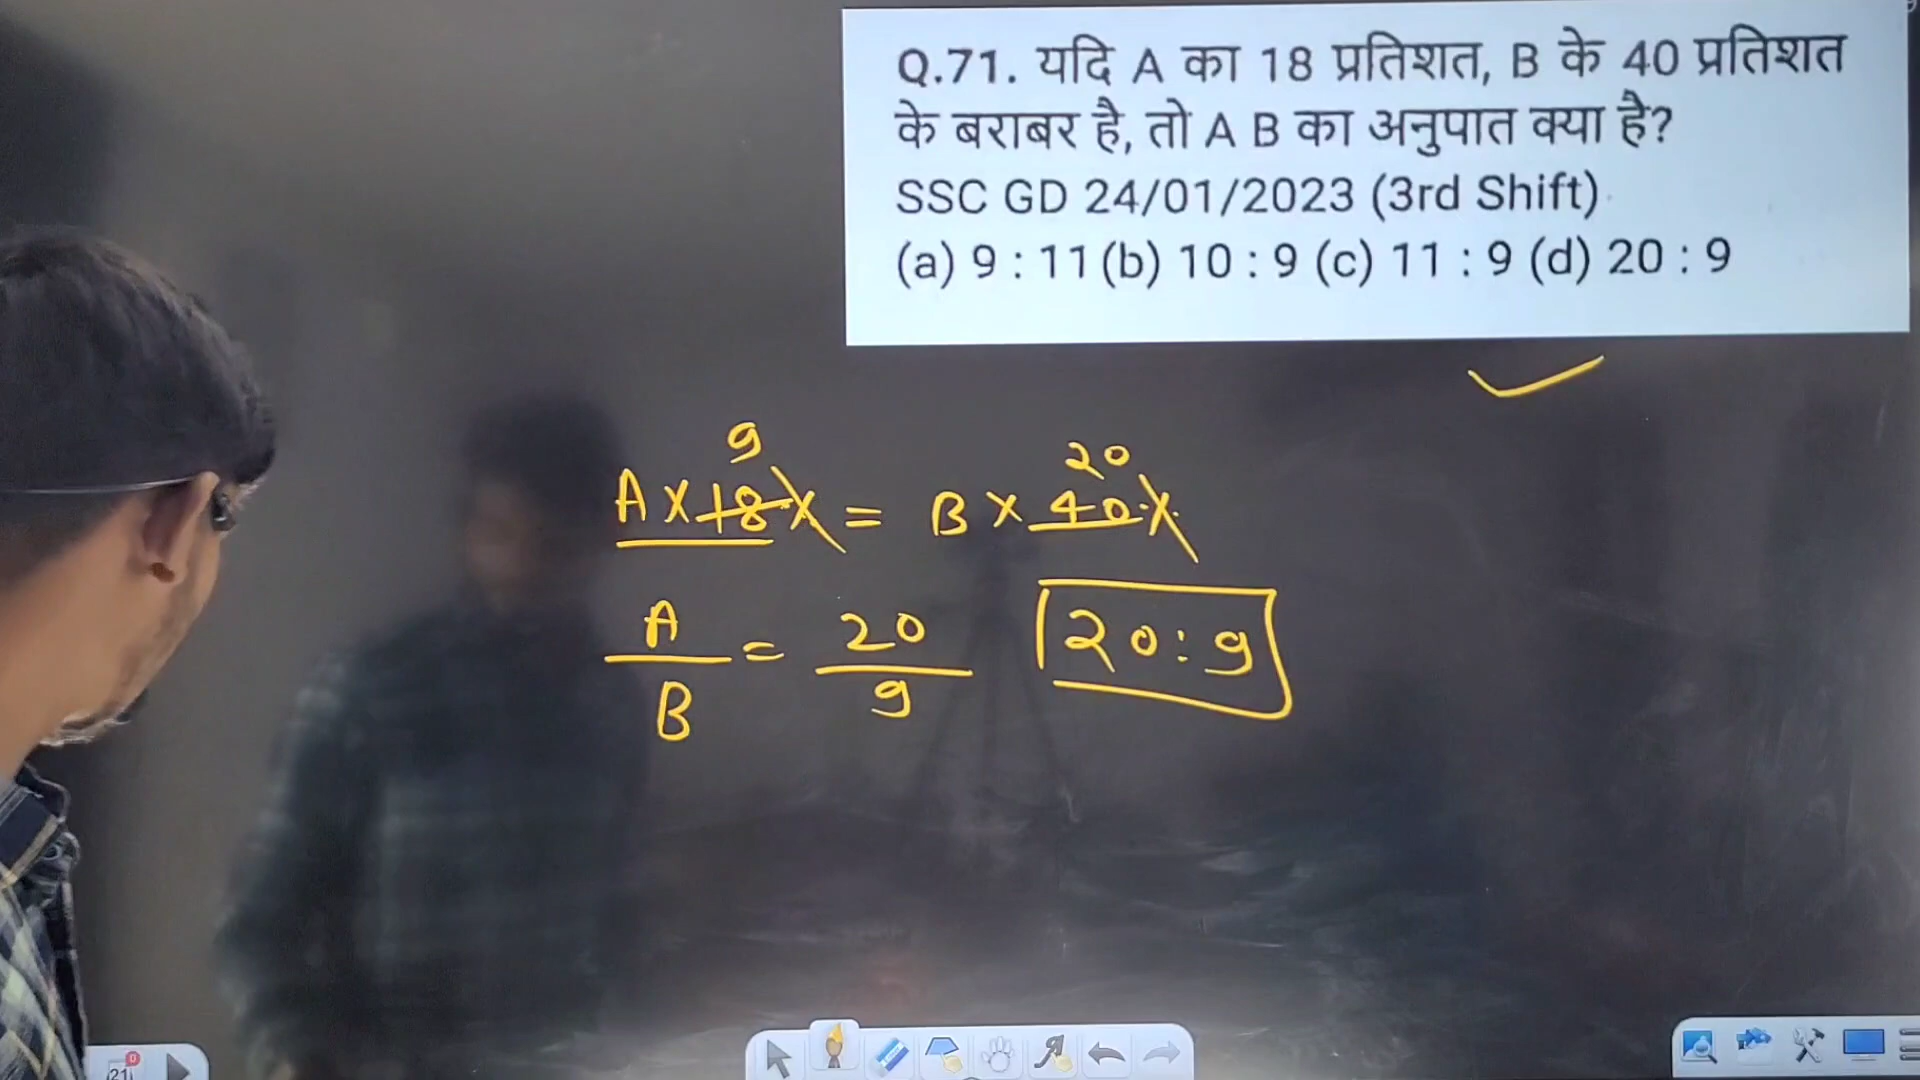 Q.71. यदि A का 18 प्रतिशत, B के 40 प्रतिशत
के बराबर है, तो A B का अनुपात क्या है?
SSC GD 24/01/2023 (3rd Shift)
(a) 9 : 11 (b) 10 : 9 (c) 11 : 9 (d) 20 : 9
9 20
A × 18 % = B × 40 %
A/B = 20/9 20:9